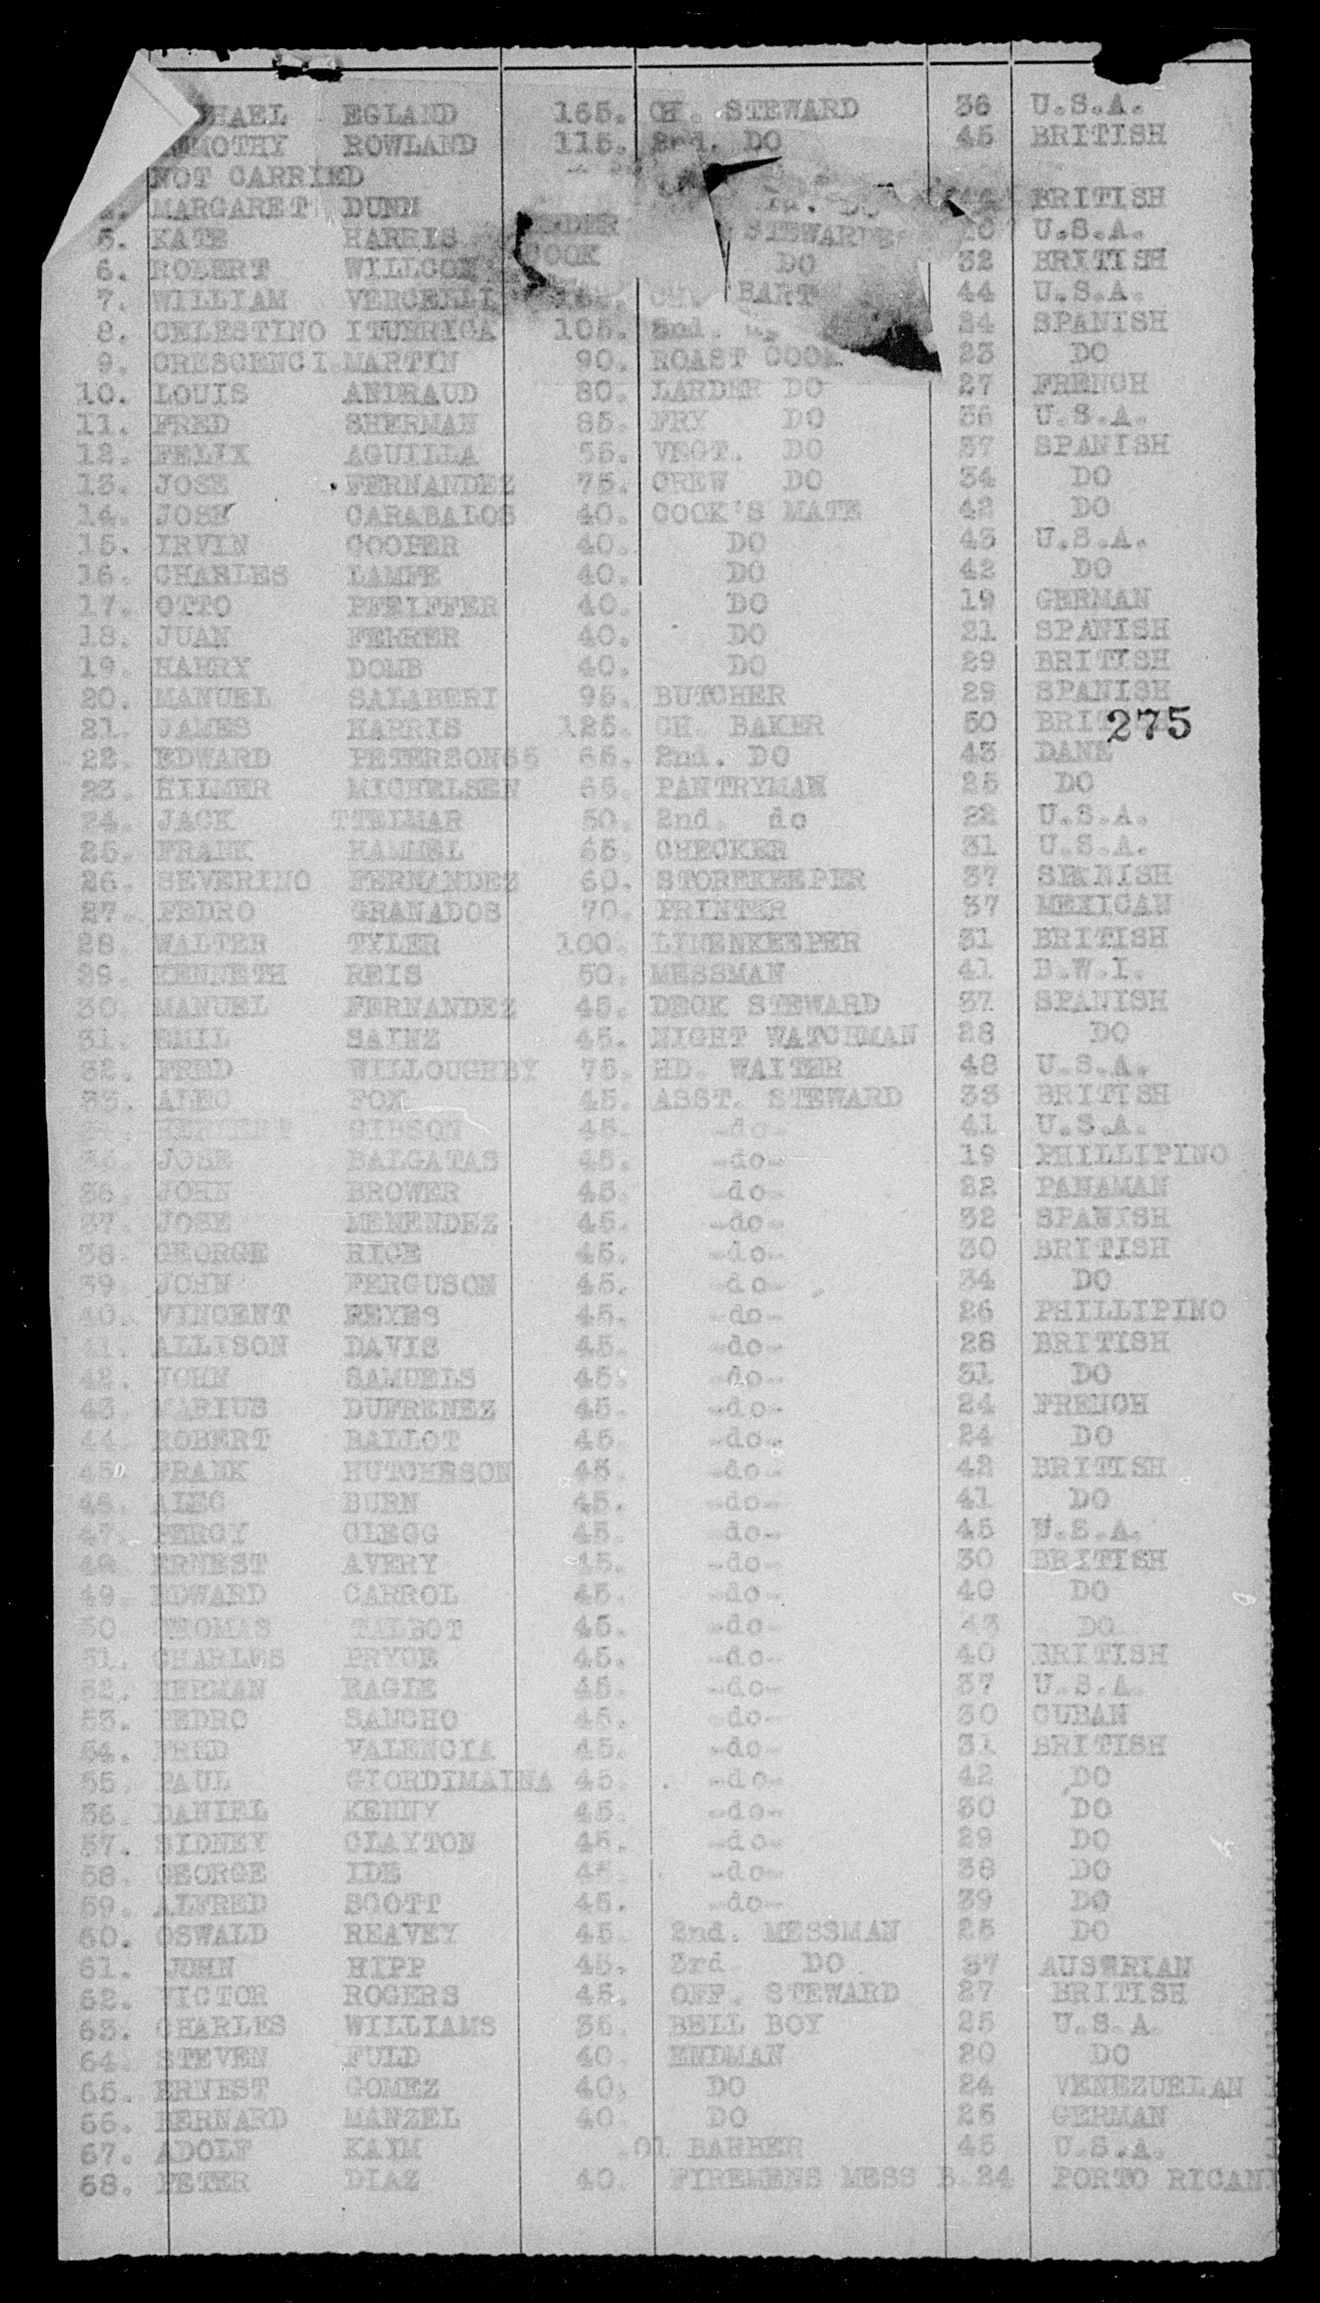 HAEL EGLAND 165. CH. STEWARD 36 U.S.A.
MOTHY ROWLAND 115. 2nd. DO 45 BRITISH
NOT CARRIED
MARGARET DUNN BRITISH
5. KATE HARRIS STEWARDE U.S.A.
6. ROBERT WILLCOX COOK DO 32 BRITISH
7. WILLIAM VERCELLI CH. BART 44 U.S.A.
8. CELESTINO ITURRIGA 105. 2nd. 24 SPANISH
9. CRESCENCI MARTIN 90. ROAST COOK 23 DO
10. LOUIS ANDRAUD 80. LARDER DO 27 FRENCH
11. FRED SHERMAN 85. FRY DO 36 U.S.A.
12. FELIX AGUILLA 55. VEGT. DO 37 SPANISH
13. JOSE FERNANDEZ 75. CREW DO 34 DO
14. JOSE CARABALOS 40. COOK'S MATE 42 DO
15. IRVIN COOPER 40. DO 43 U.S.A.
16. CHARLES LAMPE 40. DO 42 DO
17. OTTO PFEIFFER 40. DO 19 GERMAN
18. JUAN FERRER 40. DO 21 SPANISH
19. HARRY DOMB 40. DO 29 BRITISH
20. MANUEL SALABERI 95. BUTCHER 29 SPANISH
21. JAMES HARRIS 125. CH. BAKER 50 BRIT 275
22. EDWARD PETERSON65 65. 2nd. DO 43 DANE
23. HILMER MICHELSEN 65. PANTRYMAN 25 DO
24. JACK TTELMAR 50. 2nd. do 22 U.S.A.
25. FRANK HAMMEL 65. CHECKER 31 U.S.A.
26. SEVERINO FERNANDEZ 60. STOREKEEPER 37 SPANISH
27. PEDRO GRANADOS 70. PRINTER 37 MEXICAN
28. WALTER TYLER 100. LINENKEEPER 31 BRITISH
29. KENNETH REIS 50. MESSMAN 41 B.W.I.
30. MANUEL FERNANDEZ 45. DECK STEWARD 37 SPANISH
31. EMIL SAINZ 45. NIGHT WATCHMAN 28 DO
32. FRED WILLOUGHBY 75. HD. WAITER 48 U.S.A.
33. ALEC FOX 45. ASST. STEWARD 33 BRITISH
34. GIBSON 45. -do- 41 U.S.A.
35. JOSE BALGATAS 45. -do- 19 PHILLIPINO
36. JOHN BROWER 45. -do- 22 PANAMAN
37. JOSE MENENDEZ 45. -do- 32 SPANISH
38. GEORGE RICE 45. -do- 30 BRITISH
39. JOHN FERGUSON 45. -do- 34 DO
40. VINCENT REYES 45. -do- 26 PHILLIPINO
41. ALLISON DAVIS 45. -do- 28 BRITISH
42. JOHN SAMUELS 45. -do- 31 DO
43. MARIUS DUFRENEZ 45. -do- 24 FRENCH
44. ROBERT BALLOT 45. -do- 24 DO
45. FRANK HUTCHESON 45. -do- 42 BRITISH
46. ALEC BURN 45. -do- 41 DO
47. PERCY CLEGG 45. -do- 45 U.S.A.
48. ERNEST AVERY 45. -do- 30 BRITISH
49. EDWARD CARROL 45. -do- 40 DO
50. THOMAS TALBOT 45. -do- 43 DO
51. CHARLES PRYCE 45. -do- 40 BRITISH
52. HERMAN RAGIE 45. -do- 37 U.S.A.
53. PEDRO SANCHO 45. -do- 30 CUBAN
54. FRED VALENCIA 45. -do- 31 BRITISH
55. PAUL GIORDIMAINA 45. -do- 42 DO
56. DANIEL KENNY 45. -do- 30 DO
57. SIDNEY CLAYTON 45. -do- 29 DO
58. GEORGE IDE 45. -do- 38 DO
59. ALFRED SCOTT 45. -do- 39 DO
60. OSWALD REAVEY 45. 2nd. MESSMAN 25 DO
61. JOHN HIPP 45. 3rd DO 37 AUSTRIAN
62. VICTOR ROGERS 45. OFF. STEWARD 27 BRITISH
63. CHARLES WILLIAMS 35. BELL BOY 25 U.S.A.
64. STEVEN FULD 40. ENDMAN 20 DO
65. ERNEST GOMEZ 40. DO 24 VENEZUELAN
66. BERNARD MANZEL 40. DO 26 GERMAN
67. ADOLF KAIM .01 BARBER 45 U.S.A.
68. PETER DIAZ 40. FIREMENS MESS B.24 PORTO RICAN